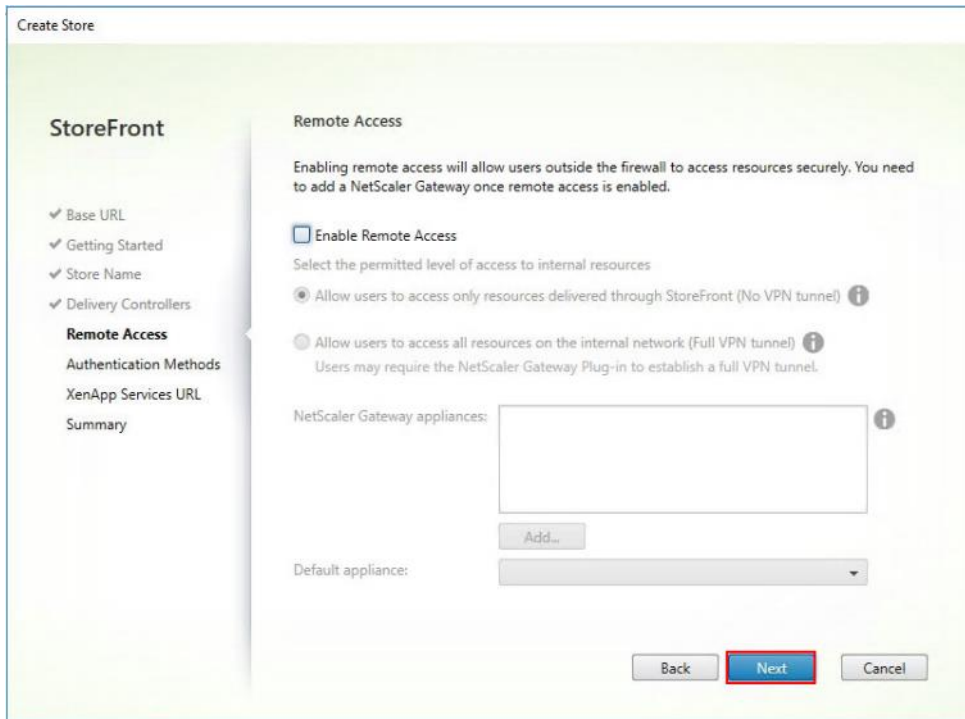 Create Store
StoreFront
✔ Base URL
✔ Getting Started
✔ Store Name
✔ Delivery Controllers
Remote Access
Authentication Methods
XenApp Services URL
Summary
Remote Access
Enabling remote access will allow users outside the firewall to access resources securely. You need
to add a NetScaler Gateway once remote access is enabled.
Enable Remote Access
Select the permitted level of access to internal resources
Allow users to access only resources delivered through StoreFront (No VPN tunnel)
Allow users to access all resources on the internal network (Full VPN tunnel)
Users may require the NetScaler Gateway Plug-in to establish a full VPN tunnel.
NetScaler Gateway appliances:
Add...
Default appliance:
Back Next Cancel